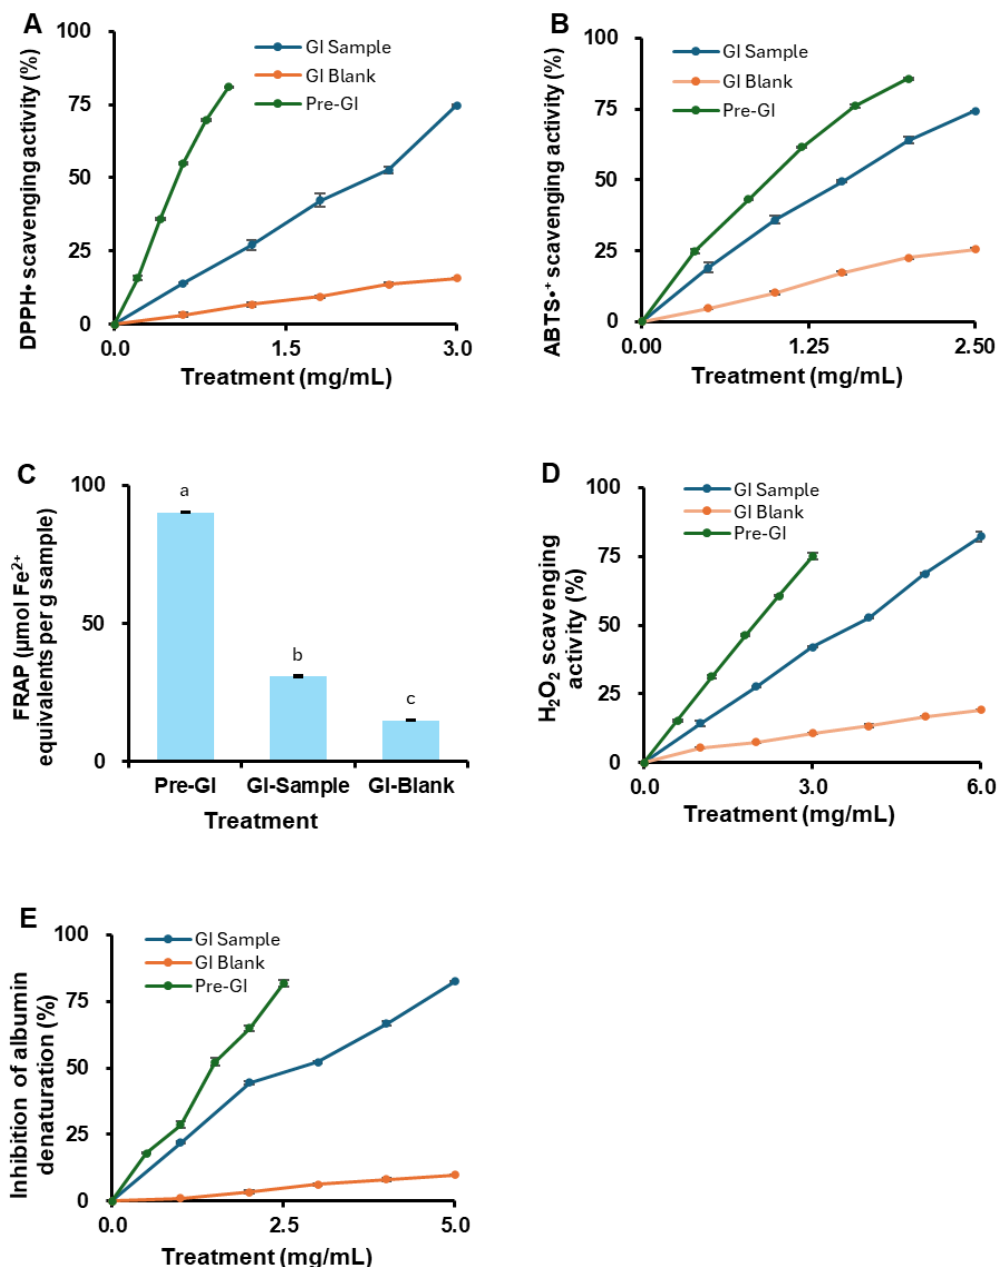 A
DPPH• scavenging activity (%)
100
75
50
25
0
0.0 1.5 3.0
Treatment (mg/mL)
GI Sample
GI Blank
Pre-GI
B
ABTS•⁺ scavenging activity (%)
100
75
50
25
0
0.00 1.25 2.50
Treatment (mg/mL)
GI Sample
GI Blank
Pre-GI
C
FRAP (µmol Fe²⁺
equivalents per g sample)
100
50
0
a
b
c
Pre-GI GI-Sample GI-Blank
Treatment
D
H₂O₂ scavenging
activity (%)
100
75
50
25
0
0.0 3.0 6.0
Treatment (mg/mL)
GI Sample
GI Blank
Pre-GI
E
Inhibition of albumin
denaturation (%)
100
75
50
25
0
0.0 2.5 5.0
Treatment (mg/mL)
GI Sample
GI Blank
Pre-GI